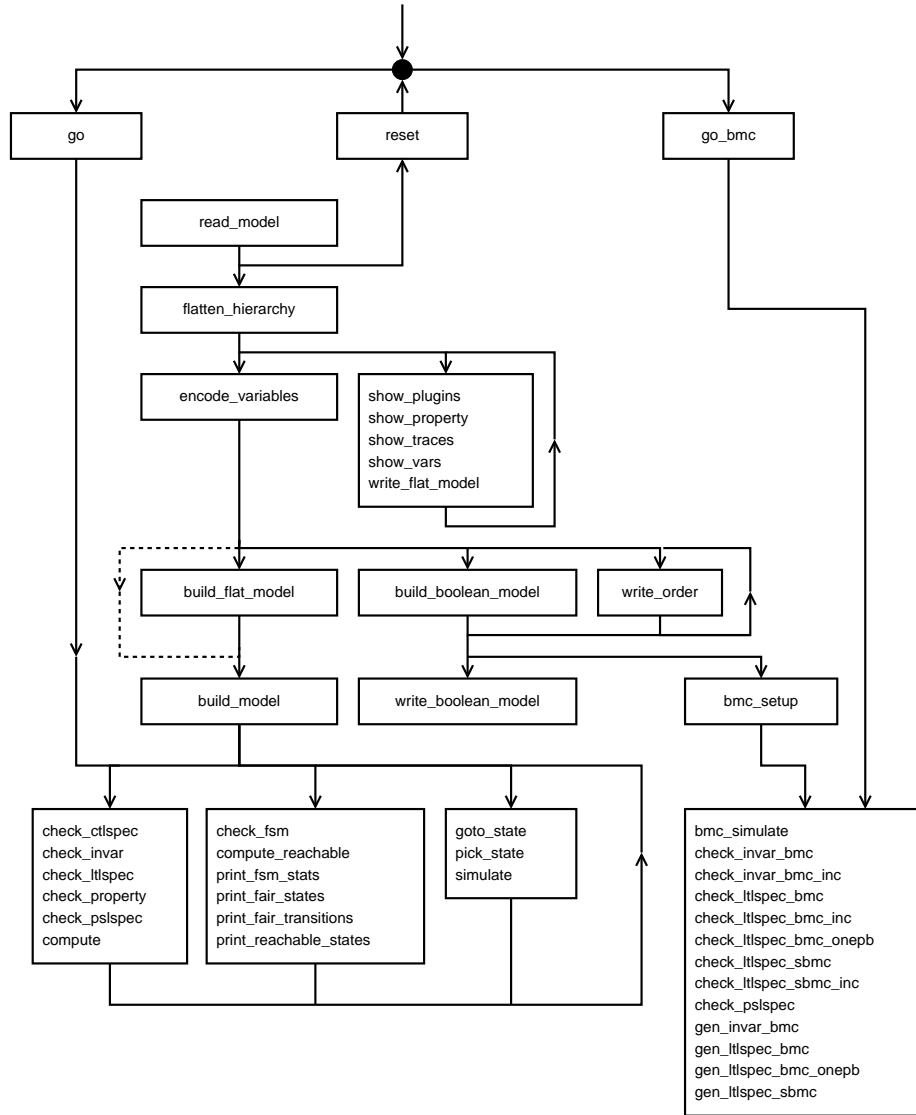 go
reset
go_bmc
read_model
flatten_hierarchy
encode_variables
show_plugins
show_property
show_traces
show_vars
write_flat_model
build_flat_model
build_boolean_model
write_order
build_model
write_boolean_model
bmc_setup
check_ctlspec
check_invar
check_ltlspec
check_property
check_pslspec
compute
check_fsm
compute_reachable
print_fsm_stats
print_fair_states
print_fair_transitions
print_reachable_states
goto_state
pick_state
simulate
bmc_simulate
check_invar_bmc
check_invar_bmc_inc
check_ltlspec_bmc
check_ltlspec_bmc_inc
check_ltlspec_bmc_onepb
check_ltlspec_sbmc
check_ltlspec_sbmc_inc
check_pslspec
gen_invar_bmc
gen_ltlspec_bmc
gen_ltlspec_bmc_onepb
gen_ltlspec_sbmc